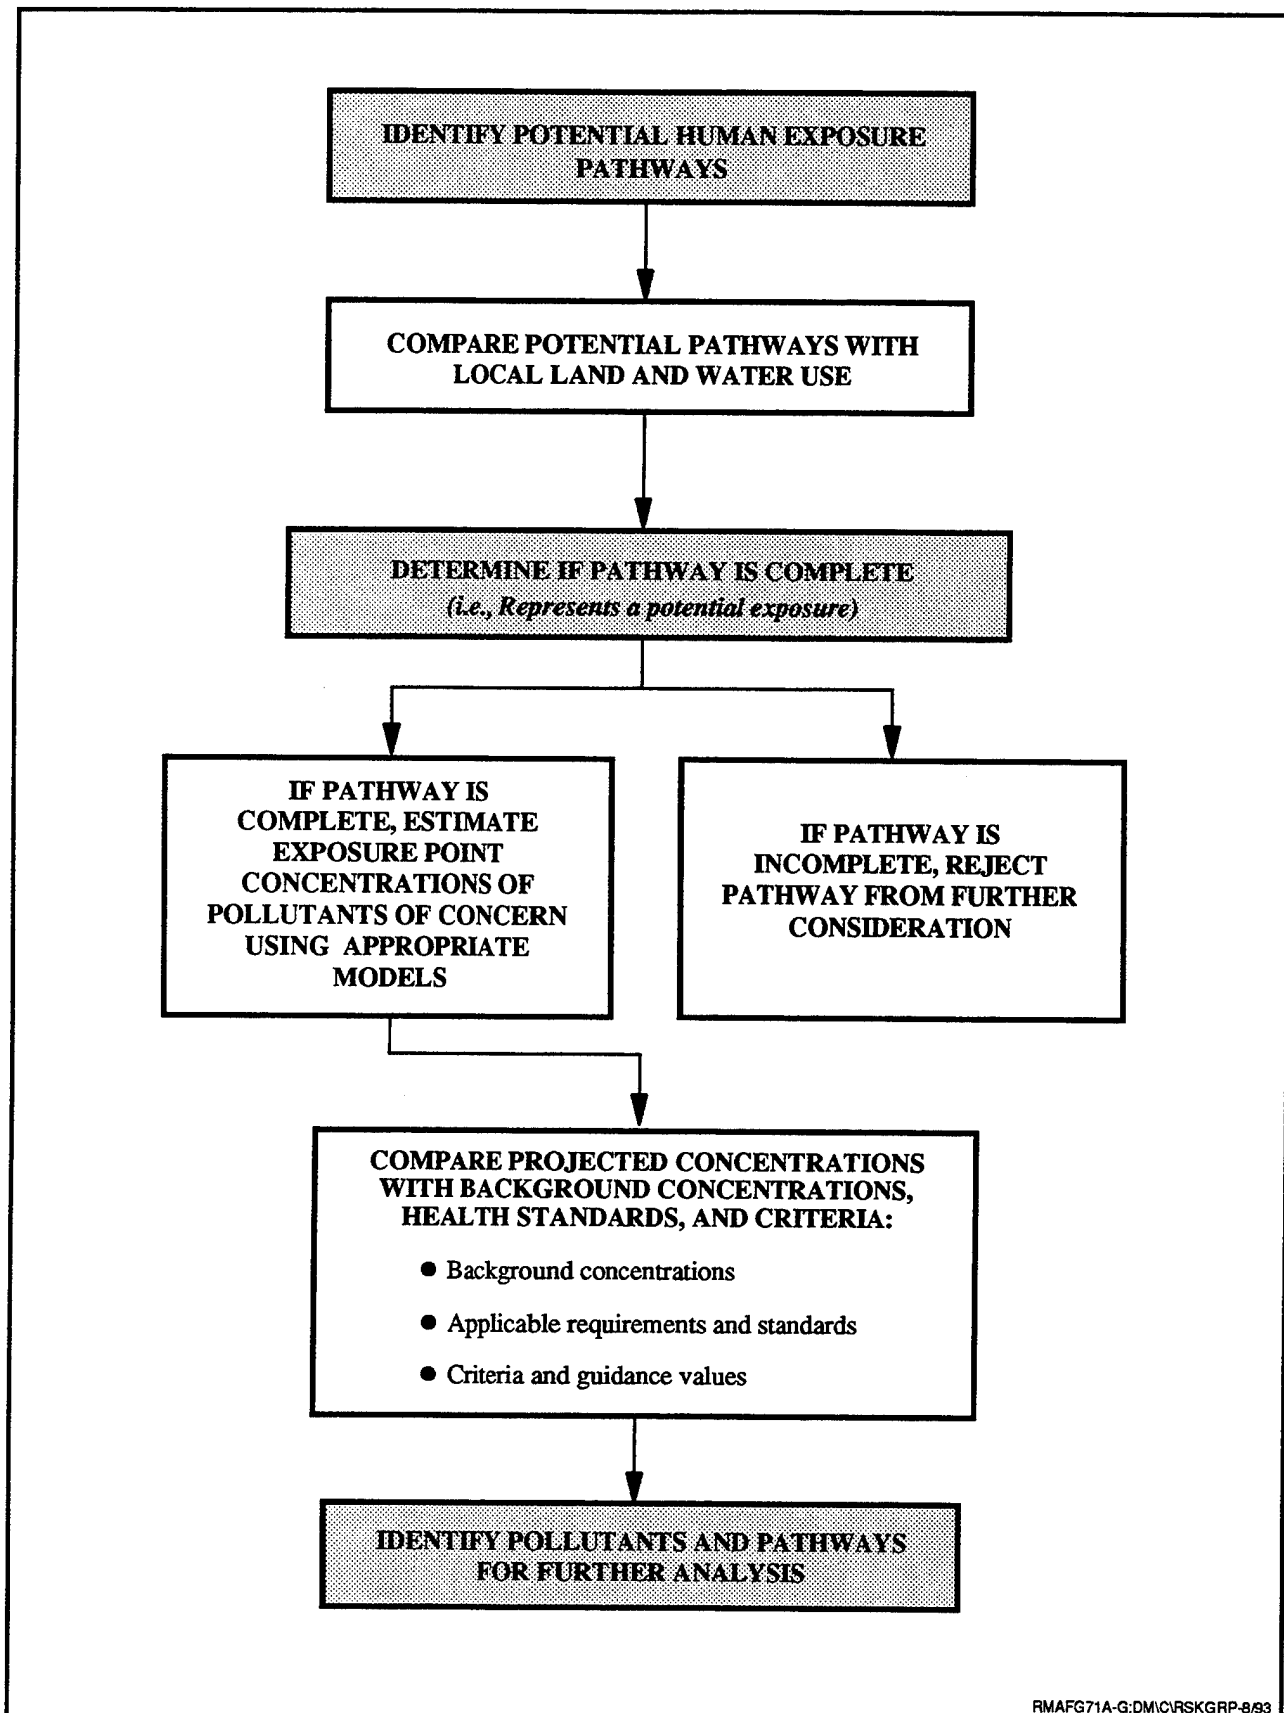 IDENTIFY POTENTIAL HUMAN EXPOSURE
PATHWAYS
COMPARE POTENTIAL PATHWAYS WITH
LOCAL LAND AND WATER USE
DETERMINE IF PATHWAY IS COMPLETE
(i.e., Represents a potential exposure)
IF PATHWAY IS
COMPLETE, ESTIMATE
EXPOSURE POINT
CONCENTRATIONS OF
POLLUTANTS OF CONCERN
USING APPROPRIATE
MODELS
IF PATHWAY IS
INCOMPLETE, REJECT
PATHWAY FROM FURTHER
CONSIDERATION
COMPARE PROJECTED CONCENTRATIONS
WITH BACKGROUND CONCENTRATIONS,
HEALTH STANDARDS, AND CRITERIA:
● Background concentrations
● Applicable requirements and standards
● Criteria and guidance values
IDENTIFY POLLUTANTS AND PATHWAYS
FOR FURTHER ANALYSIS
RMAFG71A-G:DM\C\RSKGRP-8/93